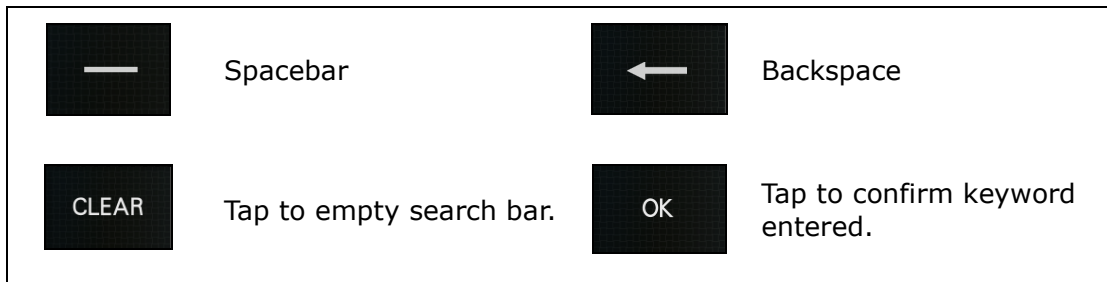 Spacebar
Backspace
CLEAR
Tap to empty search bar.
OK
Tap to confirm keyword
entered.